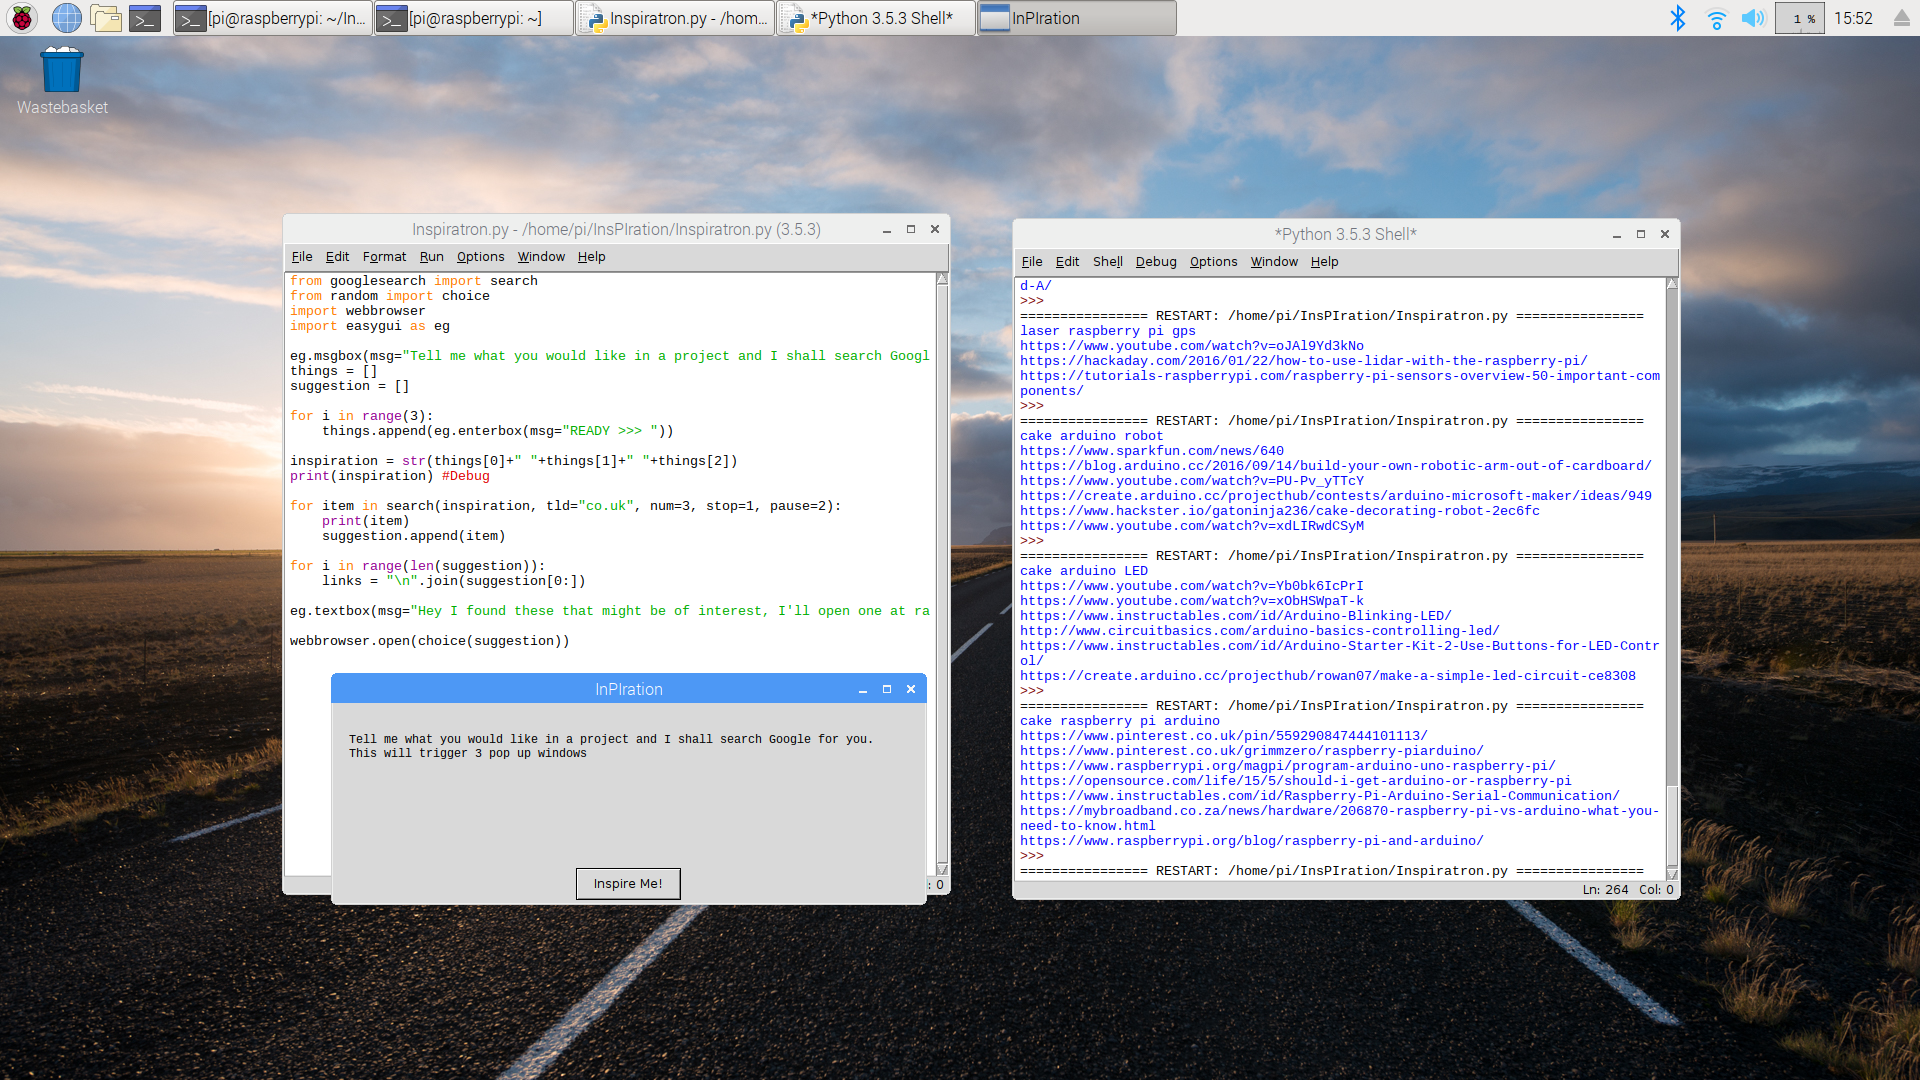 [pi@raspberrypi: ~/In...
[pi@raspberrypi: ~]
Inspiratron.py - /hom...
*Python 3.5.3 Shell*
InPIration
1 %
15:52
Wastebasket
Inspiratron.py - /home/pi/InsPIration/Inspiratron.py (3.5.3)
File Edit Format Run Options Window Help
from googlesearch import search
from random import choice
import webbrowser
import easygui as eg
eg.msgbox(msg="Tell me what you would like in a project and I shall search Googl
things = []
suggestion = []
for i in range(3):
    things.append(eg.enterbox(msg="READY >>> "))
inspiration = str(things[0]+" "+things[1]+" "+things[2])
print(inspiration) #Debug
for item in search(inspiration, tld="co.uk", num=3, stop=1, pause=2):
    print(item)
    suggestion.append(item)
for i in range(len(suggestion)):
    links = "\n".join(suggestion[0:])
eg.textbox(msg="Hey I found these that might be of interest, I'll open one at ra
webbrowser.open(choice(suggestion))
: 0
InPIration
Tell me what you would like in a project and I shall search Google for you.
This will trigger 3 pop up windows
Inspire Me!
*Python 3.5.3 Shell*
File Edit Shell Debug Options Window Help
d-A/
>>>
================ RESTART: /home/pi/InsPIration/Inspiratron.py ================
laser raspberry pi gps
https://www.youtube.com/watch?v=oJAl9Yd3kNo
https://hackaday.com/2016/01/22/how-to-use-lidar-with-the-raspberry-pi/
https://tutorials-raspberrypi.com/raspberry-pi-sensors-overview-50-important-com
ponents/
>>>
================ RESTART: /home/pi/InsPIration/Inspiratron.py ================
cake arduino robot
https://www.sparkfun.com/news/640
https://blog.arduino.cc/2016/09/14/build-your-own-robotic-arm-out-of-cardboard/
https://www.youtube.com/watch?v=PU-Pv_yTTcY
https://create.arduino.cc/projecthub/contests/arduino-microsoft-maker/ideas/949
https://www.hackster.io/gatoninja236/cake-decorating-robot-2ec6fc
https://www.youtube.com/watch?v=xdLIRwdCSyM
>>>
================ RESTART: /home/pi/InsPIration/Inspiratron.py ================
cake arduino LED
https://www.youtube.com/watch?v=Yb0bk6IcPrI
https://www.youtube.com/watch?v=xObHSWpaT-k
https://www.instructables.com/id/Arduino-Blinking-LED/
http://www.circuitbasics.com/arduino-basics-controlling-led/
https://www.instructables.com/id/Arduino-Starter-Kit-2-Use-Buttons-for-LED-Contr
ol/
https://create.arduino.cc/projecthub/rowan07/make-a-simple-led-circuit-ce8308
>>>
================ RESTART: /home/pi/InsPIration/Inspiratron.py ================
cake raspberry pi arduino
https://www.pinterest.co.uk/pin/559290847444101113/
https://www.pinterest.co.uk/grimmzero/raspberry-piarduino/
https://www.raspberrypi.org/magpi/program-arduino-uno-raspberry-pi/
https://opensource.com/life/15/5/should-i-get-arduino-or-raspberry-pi
https://www.instructables.com/id/Raspberry-Pi-Arduino-Serial-Communication/
https://mybroadband.co.za/news/hardware/206870-raspberry-pi-vs-arduino-what-you-
need-to-know.html
https://www.raspberrypi.org/blog/raspberry-pi-and-arduino/
>>>
================ RESTART: /home/pi/InsPIration/Inspiratron.py ================
Ln: 264 Col: 0